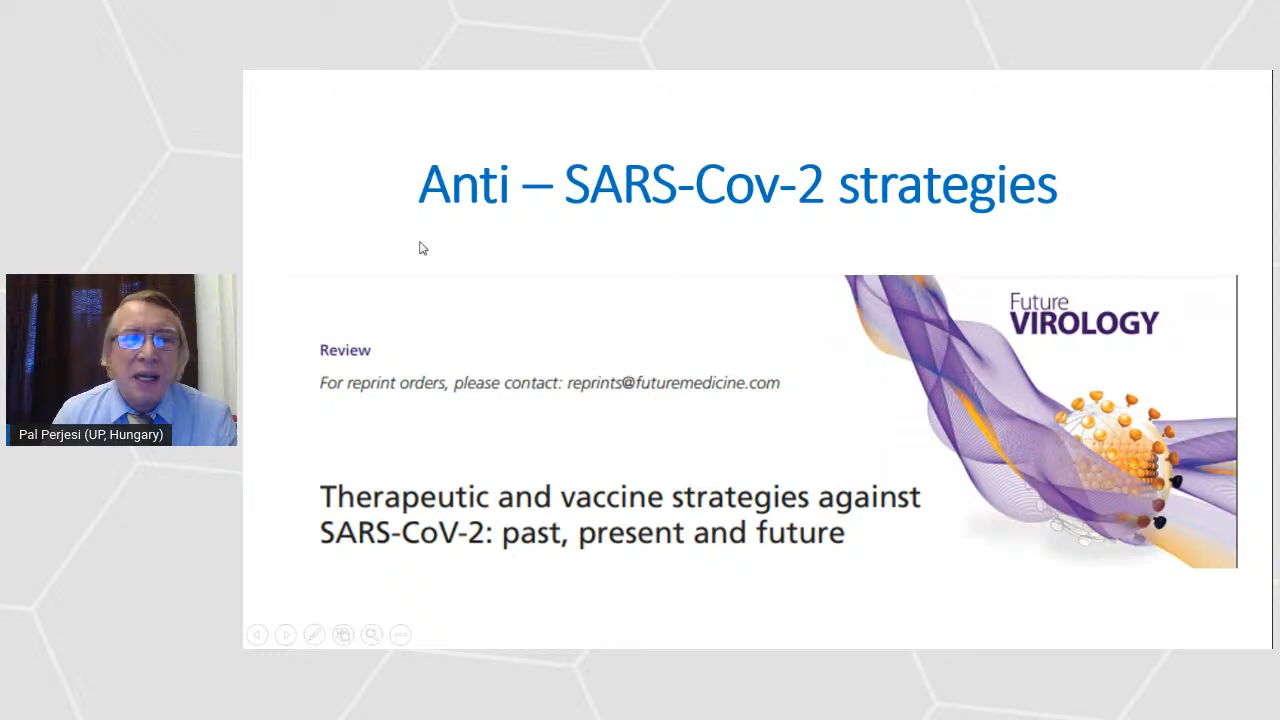 Anti – SARS-Cov-2 strategies
Future
VIROLOGY
Review
For reprint orders, please contact: reprints@futuremedicine.com
Pal Perjesi (UP, Hungary)
Therapeutic and vaccine strategies against
SARS-CoV-2: past, present and future